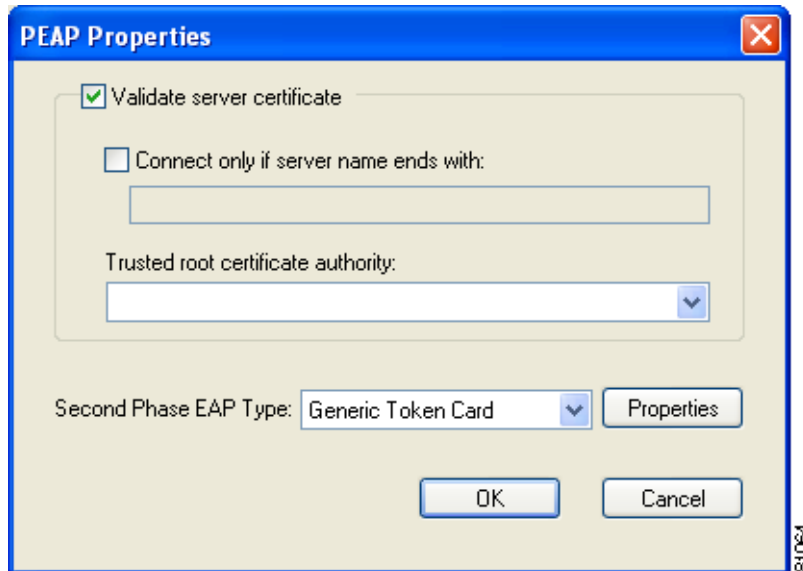 PEAP Properties
Validate server certificate
Connect only if server name ends with:
Trusted root certificate authority:
Second Phase EAP Type: Generic Token Card Properties
OK Cancel
81064